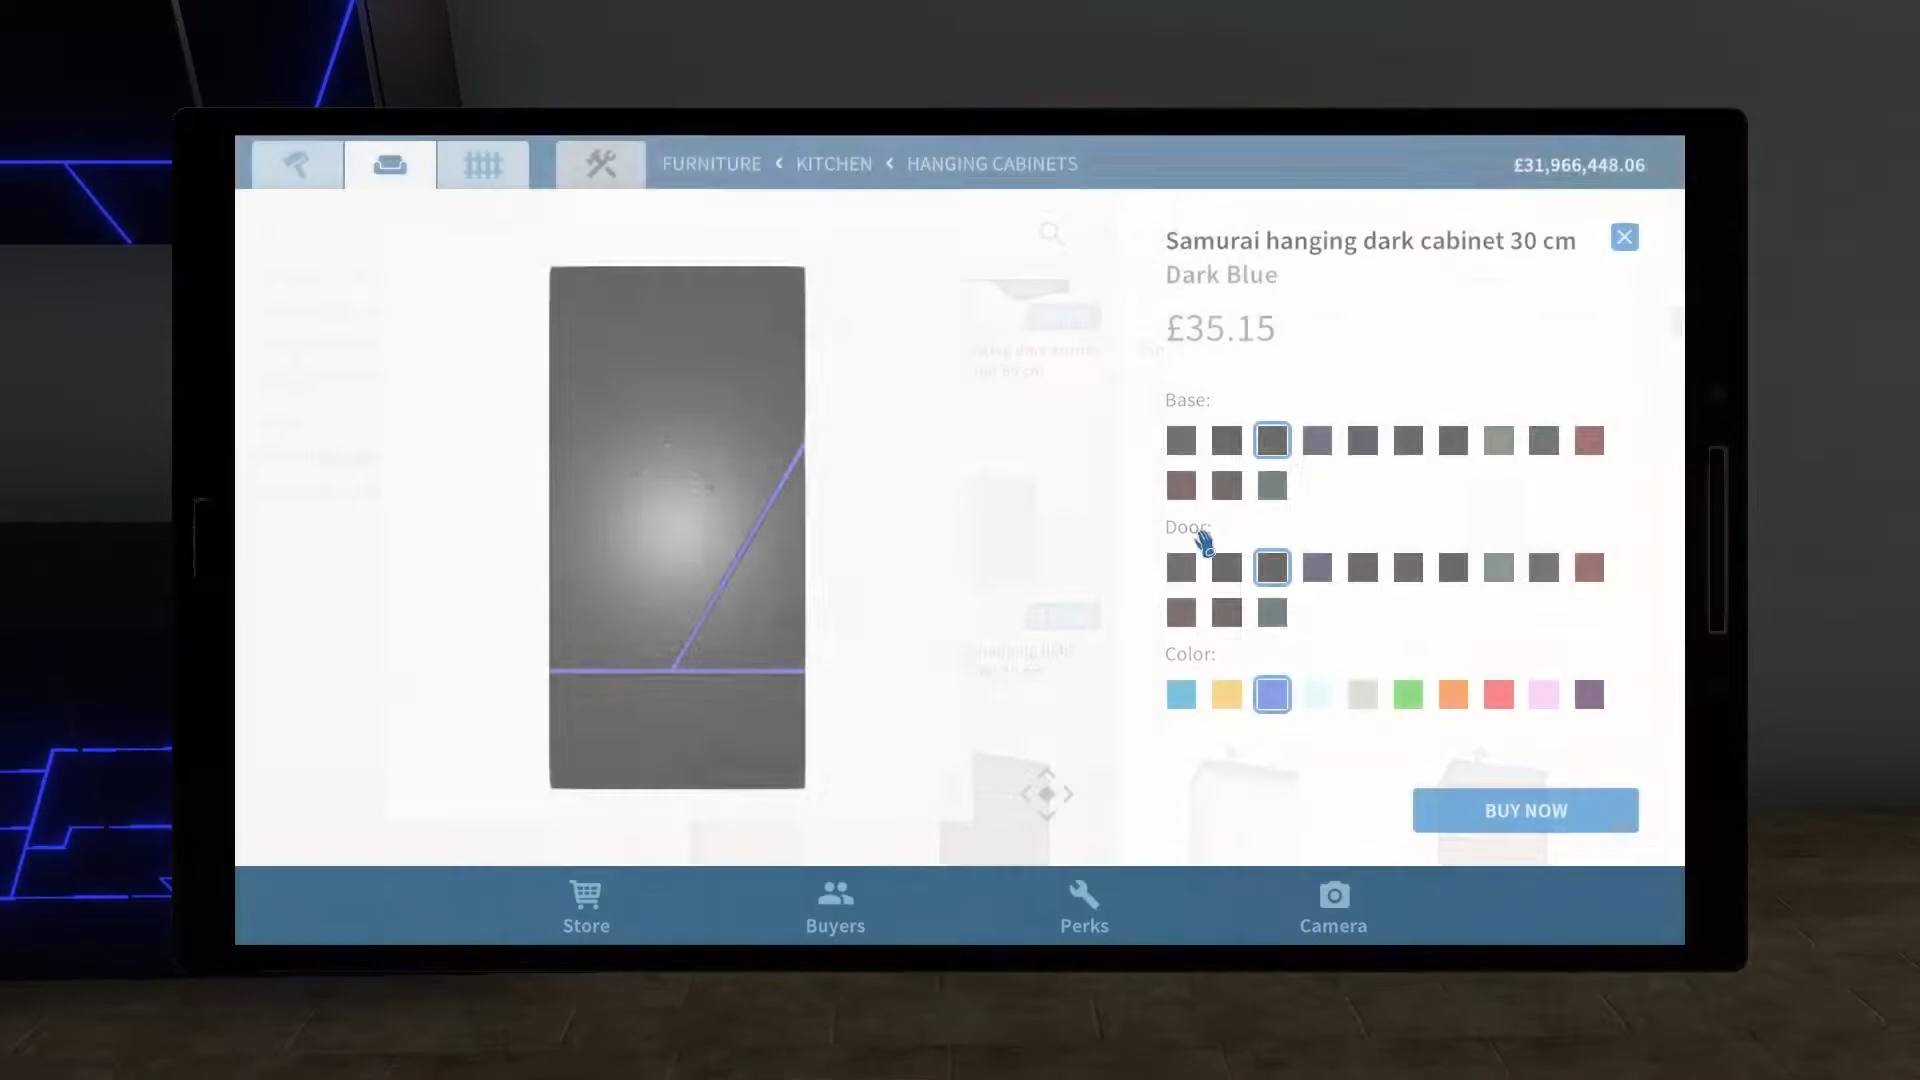 FURNITURE < KITCHEN < HANGING CABINETS
£31,966,448.06
Samurai hanging dark cabinet 30 cm
Dark Blue
£35.15
Base:
Door:
Color:
BUY NOW
Store
Buyers
Perks
Camera